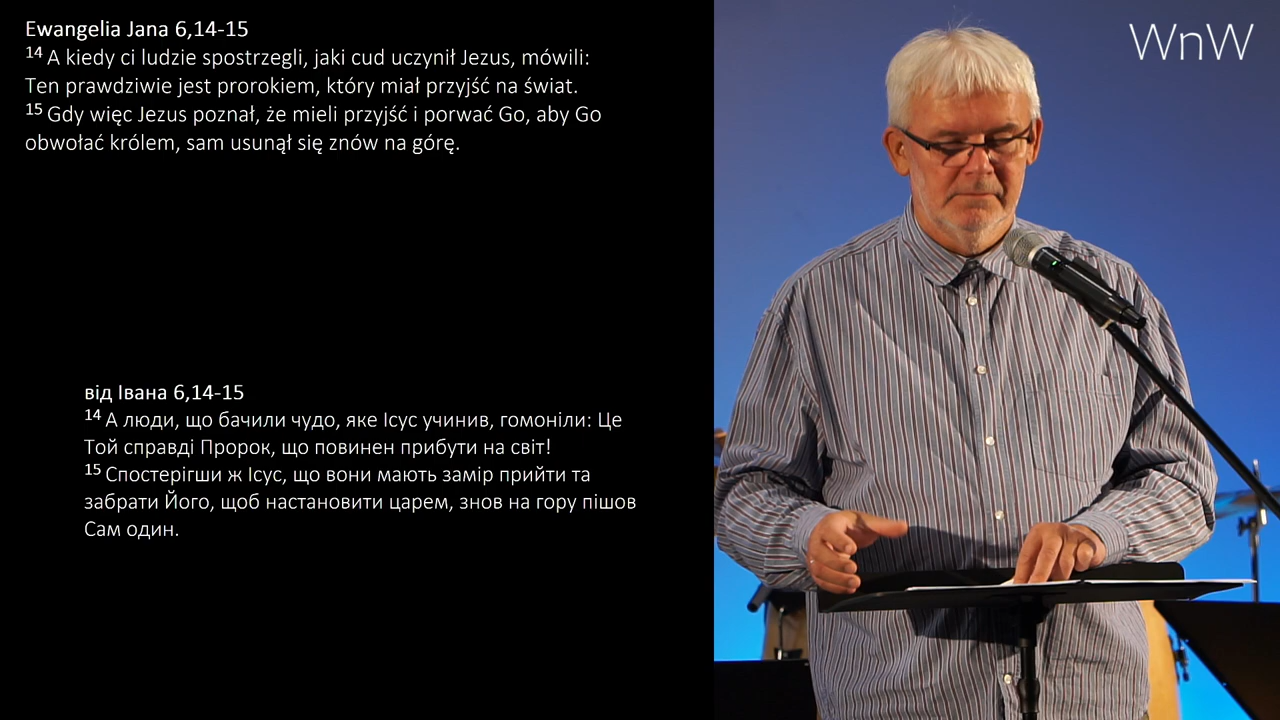 Ewangelia Jana 6,14-15
14 A kiedy ci ludzie spostrzegli, jaki cud uczynił Jezus, mówili:
Ten prawdziwie jest prorokiem, który miał przyjść na świat.
15 Gdy więc Jezus poznał, że mieli przyjść i porwać Go, aby Go
obwołać królem, sam usunął się znów na górę.
WnW
від Івана 6,14-15
14 А люди, що бачили чудо, яке Ісус учинив, гомоніли: Це
Той справді Пророк, що повинен прибути на світ!
15 Спостерігши ж Ісус, що вони мають замір прийти та
забрати Його, щоб настановити царем, знов на гору пішов
Сам один.